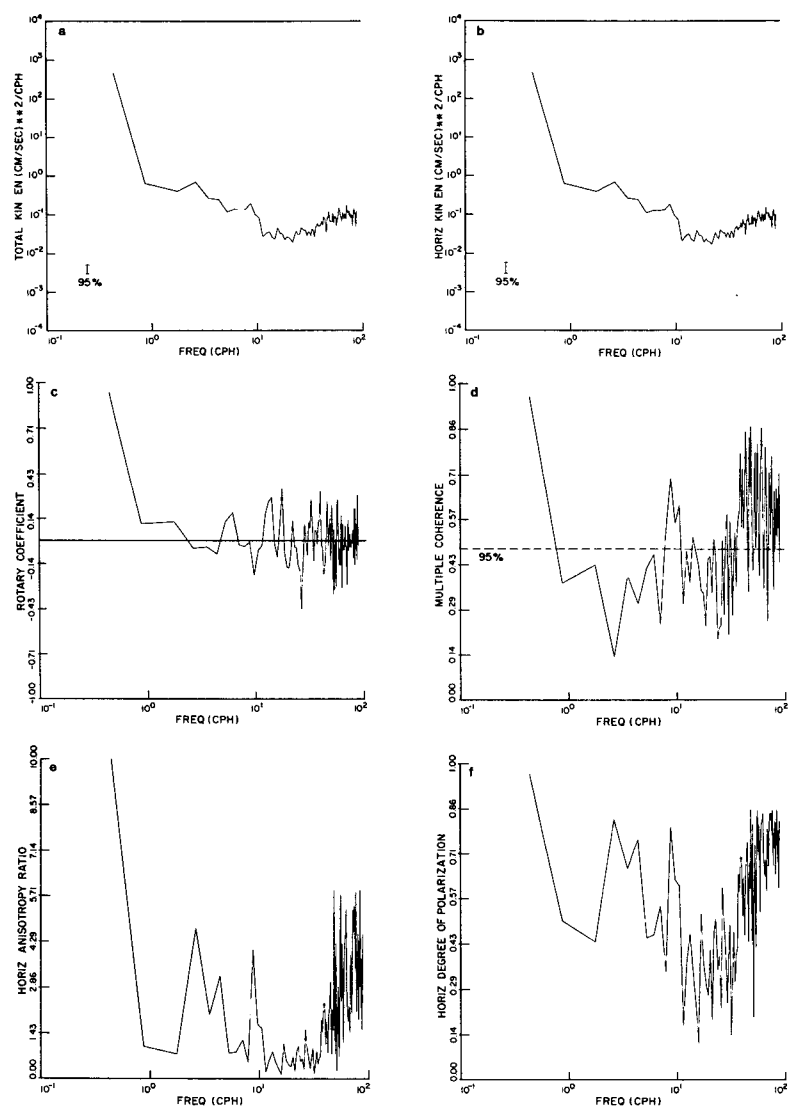 a
TOTAL KIN EN (CM/SEC)**2/CPH
10⁴
10³
10²
10¹
10⁰
10⁻¹
10⁻²
10⁻³
10⁻⁴
95%
10⁻¹ 10⁰ 10¹ 10²
FREQ (CPH)
b
HORIZ KIN EN (CM/SEC)**2/CPH
10⁴
10³
10²
10¹
10⁰
10⁻¹
10⁻²
10⁻³
10⁻⁴
95%
10⁻¹ 10⁰ 10¹ 10²
FREQ (CPH)
c
ROTARY COEFFICIENT
1.00
0.71
0.43
0.14
-0.14
-0.43
-0.71
-1.00
10⁻¹ 10⁰ 10¹ 10²
FREQ (CPH)
d
MULTIPLE COHERENCE
1.00
0.86
0.71
0.57
0.43
0.29
0.14
0.00
95%
10⁻¹ 10⁰ 10¹ 10²
FREQ (CPH)
e
HORIZ ANISOTROPY RATIO
10.00
8.57
7.14
5.71
4.29
2.86
1.43
0.00
10⁻¹ 10⁰ 10¹ 10²
FREQ (CPH)
f
HORIZ DEGREE OF POLARIZATION
1.00
0.86
0.71
0.57
0.43
0.29
0.14
0.00
10⁻¹ 10⁰ 10¹ 10²
FREQ (CPH)